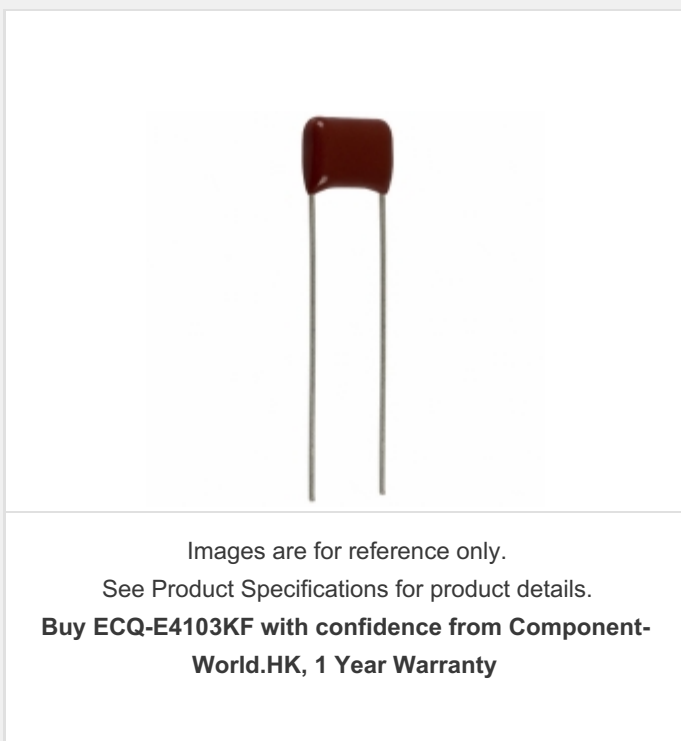 Images are for reference only.
See Product Specifications for product details.
Buy ECQ-E4103KF with confidence from Component-
World.HK, 1 Year Warranty